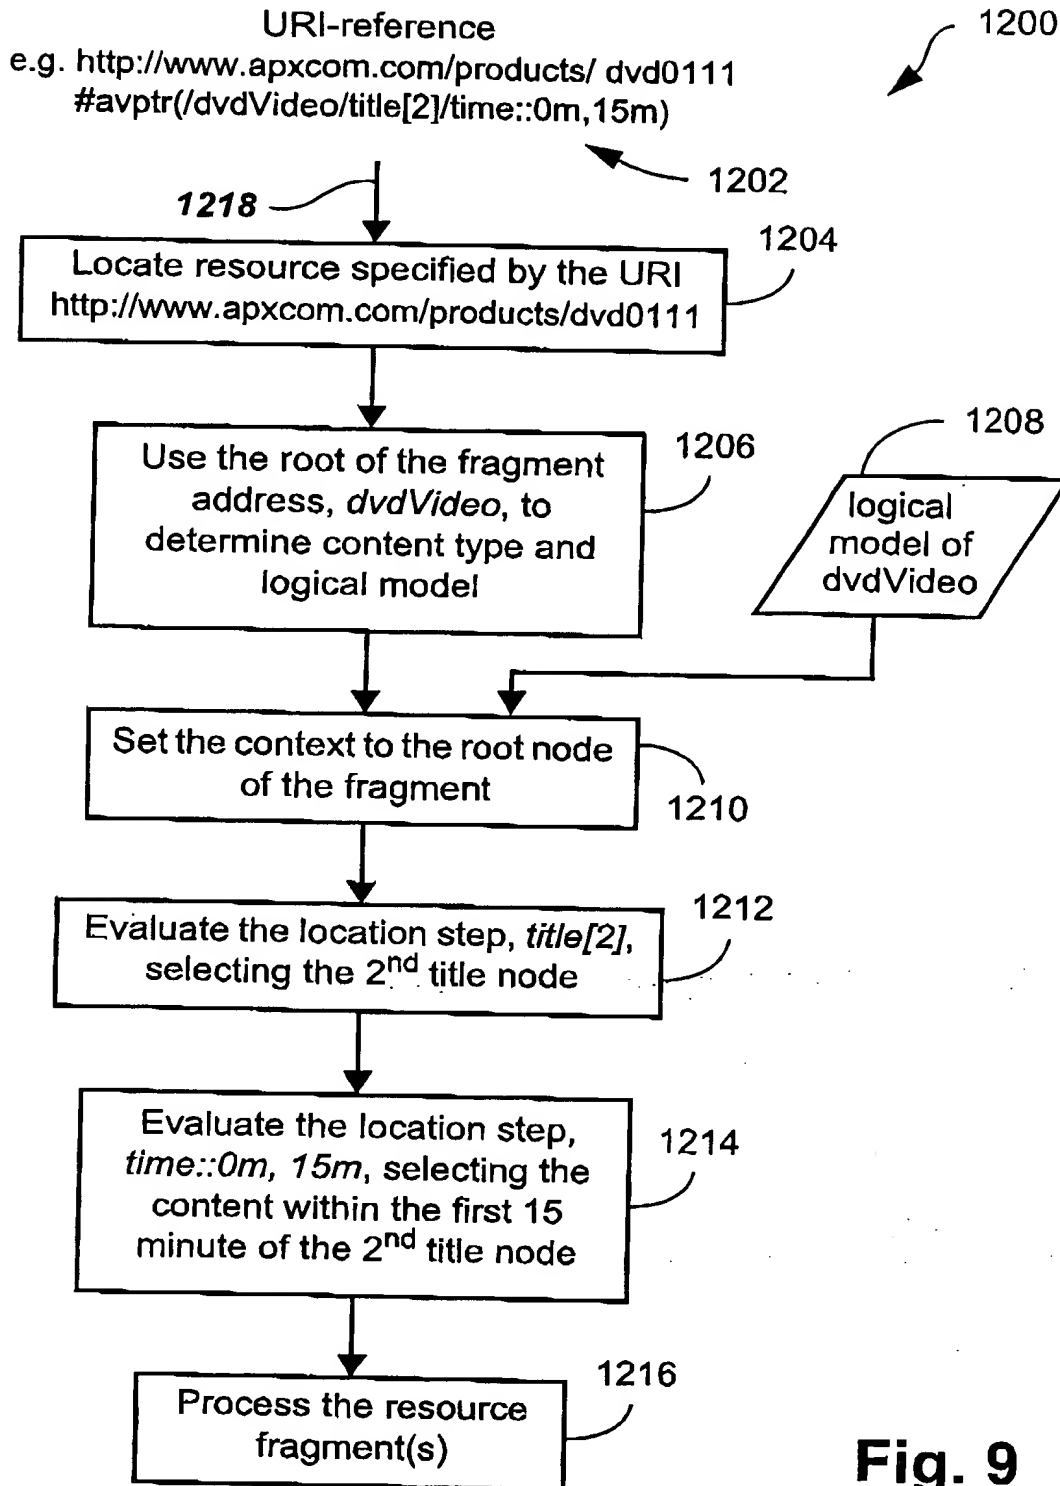 URI-reference
1200
e.g. http://www.apxcom.com/products/ dvd0111
#avptr(/dvdVideo/title[2]/time::0m,15m)
1202
1218
1204
Locate resource specified by the URI
http://www.apxcom.com/products/dvd0111
1206
1208
Use the root of the fragment
address, dvdVideo, to
determine content type and
logical model
logical
model of
dvdVideo
Set the context to the root node
of the fragment
1210
1212
Evaluate the location step, title[2],
selecting the 2nd title node
1214
Evaluate the location step,
time::0m, 15m, selecting the
content within the first 15
minute of the 2nd title node
1216
Process the resource
fragment(s)
Fig. 9